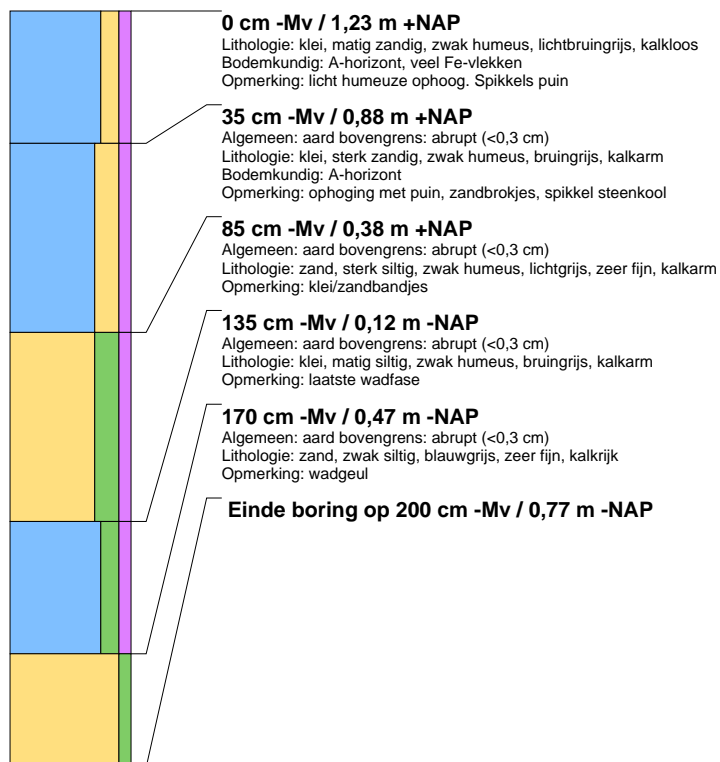 0 cm -Mv / 1,23 m +NAP
Lithologie: klei, matig zandig, zwak humeus, lichtbruingrijs, kalkloos
Bodemkundig: A-horizont, veel Fe-vlekken
Opmerking: licht humeuze ophoog. Spikkels puin
35 cm -Mv / 0,88 m +NAP
Algemeen: aard bovengrens: abrupt (<0,3 cm)
Lithologie: klei, sterk zandig, zwak humeus, bruingrijs, kalkarm
Bodemkundig: A-horizont
Opmerking: ophoging met puin, zandbrokjes, spikkel steenkool
85 cm -Mv / 0,38 m +NAP
Algemeen: aard bovengrens: abrupt (<0,3 cm)
Lithologie: zand, sterk siltig, zwak humeus, lichtgrijs, zeer fijn, kalkarm
Opmerking: klei/zandbandjes
135 cm -Mv / 0,12 m -NAP
Algemeen: aard bovengrens: abrupt (<0,3 cm)
Lithologie: klei, matig siltig, zwak humeus, bruingrijs, kalkarm
Opmerking: laatste wadfase
170 cm -Mv / 0,47 m -NAP
Algemeen: aard bovengrens: abrupt (<0,3 cm)
Lithologie: zand, zwak siltig, blauwgrijs, zeer fijn, kalkrijk
Opmerking: wadgeul
Einde boring op 200 cm -Mv / 0,77 m -NAP